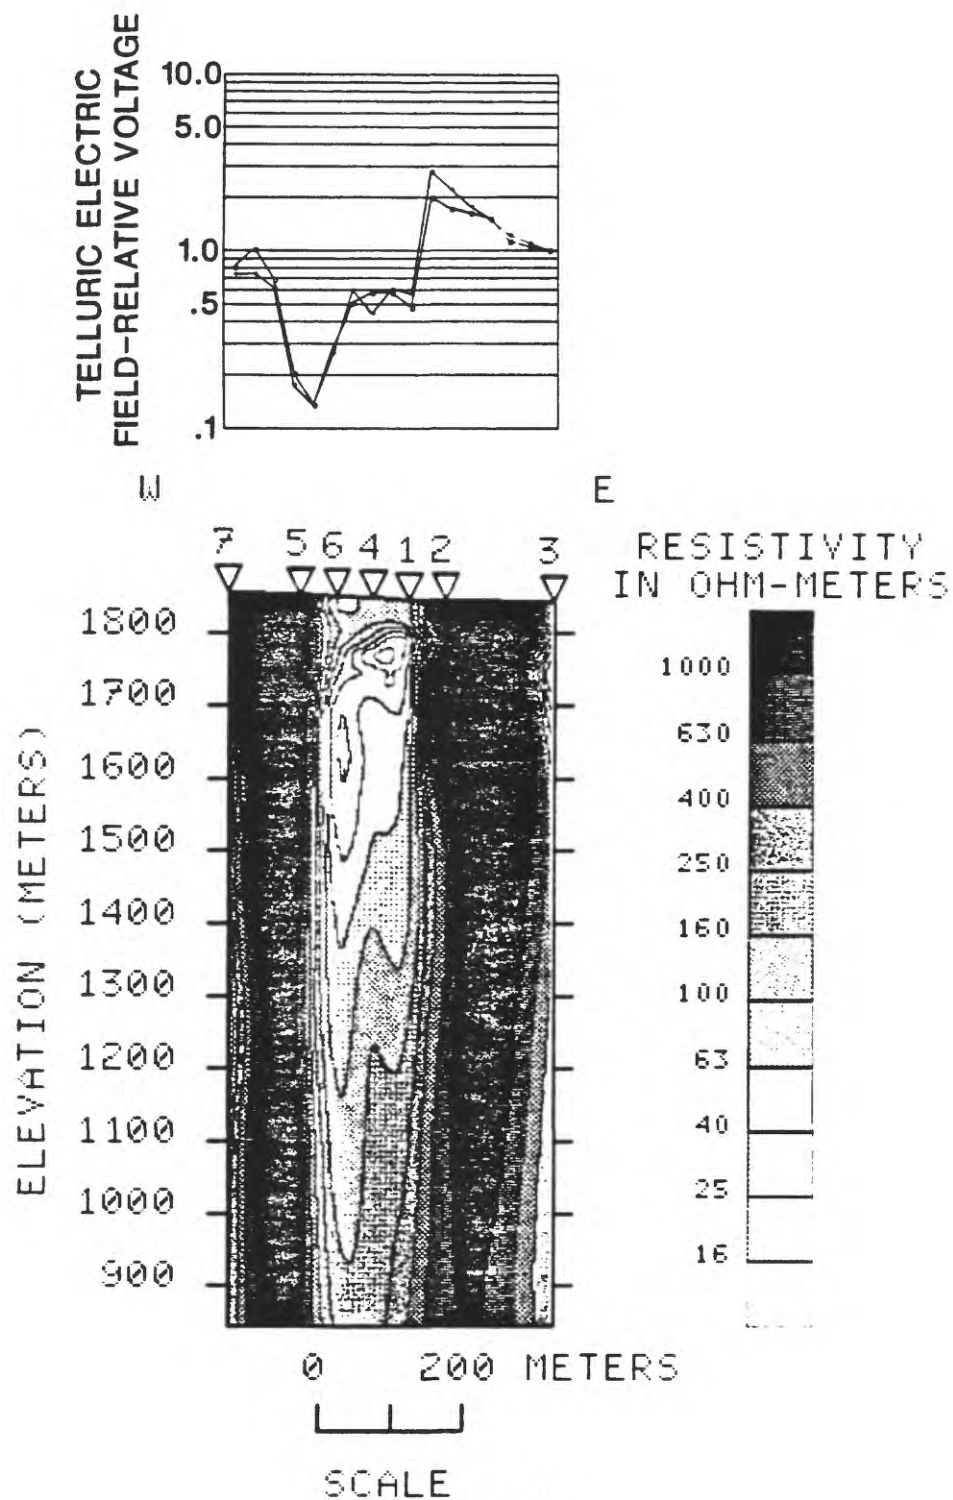 TELLURIC ELECTRIC
FIELD-RELATIVE VOLTAGE
10.0
5.0
1.0
.5
.1
W E
7 5 6 4 1 2 3
RESISTIVITY
IN OHM-METERS
ELEVATION (METERS)
1800
1700
1600
1500
1400
1300
1200
1100
1000
900
1000
630
400
250
160
100
63
40
25
16
0 200 METERS
SCALE